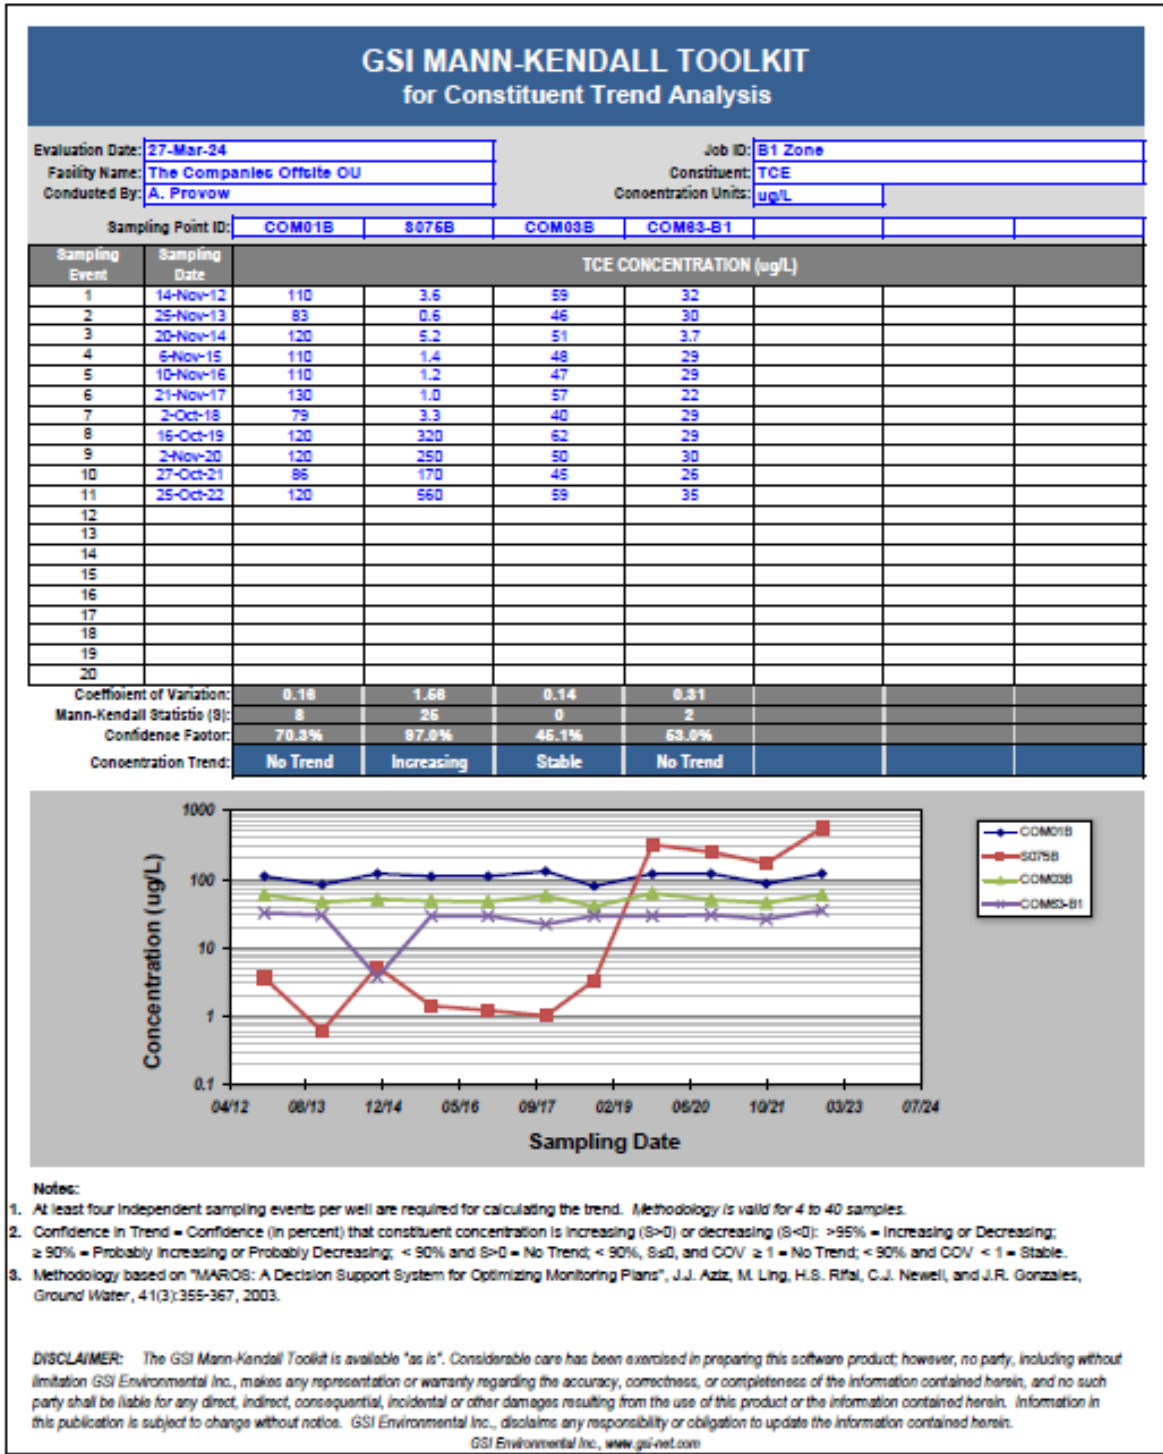 GSI MANN-KENDALL TOOLKIT
for Constituent Trend Analysis
Evaluation Date: 27-Mar-24 Job ID: B1 Zone
Facility Name: The Companies Offsite OU Constituent: TCE
Conducted By: A. Provow Concentration Units: ug/L
Sampling Point ID: COM01B S075B COM03B COM63-B1
Sampling Event Sampling Date TCE CONCENTRATION (ug/L)
1 14-Nov-12 110 3.6 59 32
2 25-Nov-13 83 0.6 46 30
3 20-Nov-14 120 5.2 51 3.7
4 6-Nov-15 110 1.4 48 29
5 10-Nov-16 110 1.2 47 29
6 21-Nov-17 130 1.0 57 22
7 2-Oct-18 79 3.3 40 29
8 16-Oct-19 120 320 62 29
9 2-Nov-20 120 250 50 30
10 27-Oct-21 86 170 45 26
11 25-Oct-22 120 560 59 35
12
13
14
15
16
17
18
19
20
Coefficient of Variation: 0.16 1.56 0.14 0.31
Mann-Kendall Statistic (S): 8 25 0 2
Confidence Factor: 70.3% 97.0% 46.1% 53.0%
Concentration Trend: No Trend Increasing Stable No Trend
Concentration (ug/L)
1000
100
10
1
0.1
04/12 08/13 12/14 05/16 09/17 02/19 06/20 10/21 03/23 07/24
Sampling Date
COM01B
S075B
COM03B
COM63-B1
Notes:
1. At least four independent sampling events per well are required for calculating the trend. Methodology is valid for 4 to 40 samples.
2. Confidence in Trend = Confidence (in percent) that constituent concentration is increasing (S>0) or decreasing (S<0): >95% = Increasing or Decreasing;
≥ 90% = Probably Increasing or Probably Decreasing; < 90% and S>0 = No Trend; < 90%, S≤0, and COV ≥ 1 = No Trend; < 90% and COV < 1 = Stable.
3. Methodology based on "MAROS: A Decision Support System for Optimizing Monitoring Plans", J.J. Aziz, M. Ling, H.S. Rifai, C.J. Newell, and J.R. Gonzales,
Ground Water, 41(3):355-367, 2003.
DISCLAIMER: The GSI Mann-Kendall Toolkit is available "as is". Considerable care has been exercised in preparing this software product; however, no party, including without
limitation GSI Environmental Inc., makes any representation or warranty regarding the accuracy, correctness, or completeness of the information contained herein, and no such
party shall be liable for any direct, indirect, consequential, incidental or other damages resulting from the use of this product or the information contained herein. Information in
this publication is subject to change without notice. GSI Environmental Inc., disclaims any responsibility or obligation to update the information contained herein.
GSI Environmental Inc., www.gsi-net.com